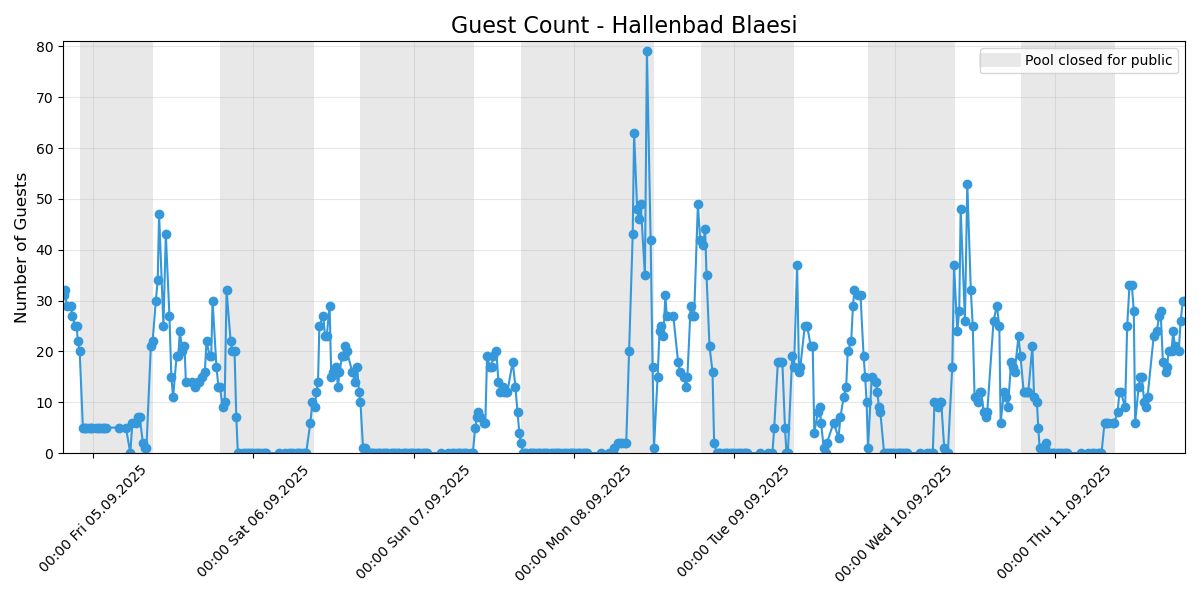 Guest Count - Hallenbad Blaesi
Pool closed for public
Number of Guests
80
70
60
50
40
30
20
10
0
00:00 Fri 05.09.2025
00:00 Sat 06.09.2025
00:00 Sun 07.09.2025
00:00 Mon 08.09.2025
00:00 Tue 09.09.2025
00:00 Wed 10.09.2025
00:00 Thu 11.09.2025